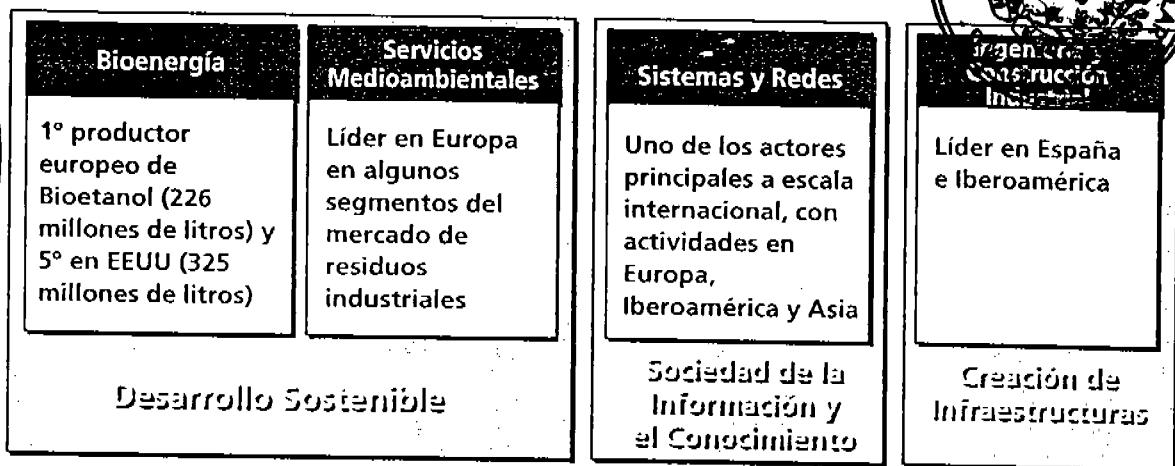 Bioenergía
1º productor
europeo de
Bioetanol (226
millones de litros) y
5º en EEUU (325
millones de litros)
Servicios
Medioambientales
Líder en Europa
en algunos
segmentos del
mercado de
residuos
industriales
Desarrollo Sostenible
Sistemas y Redes
Uno de los actores
principales a escala
internacional, con
actividades en
Europa,
Iberoamérica y Asia
Sociedad de la
Información y
el Conocimiento
Ingeniería y
Construcción
Industrial
Líder en España
e Iberoamérica
Creación de
Infraestructuras